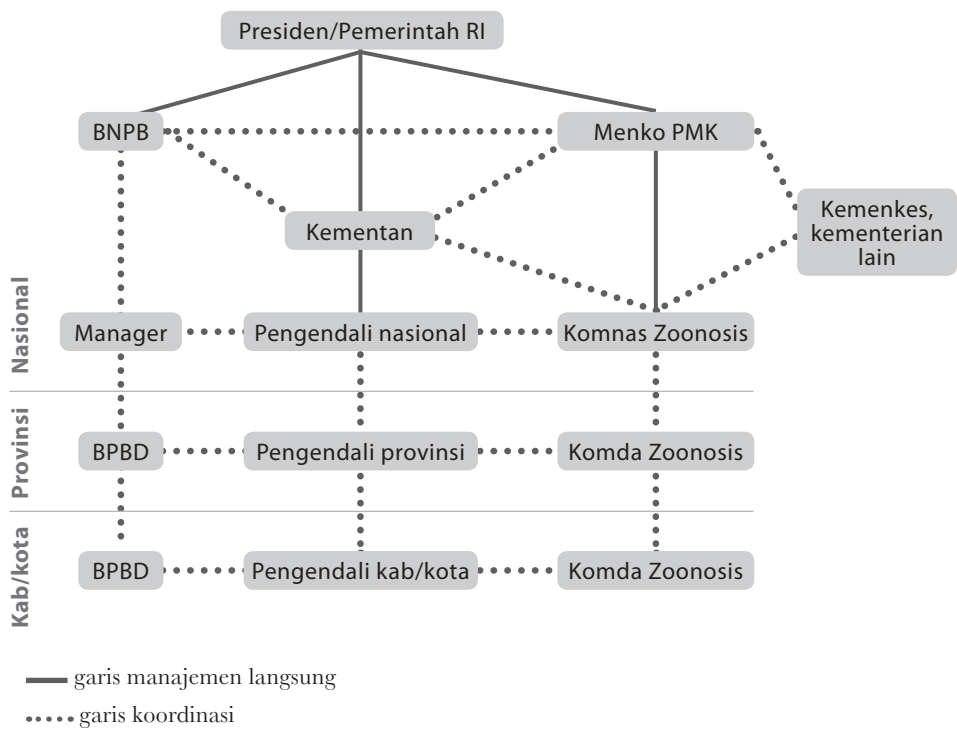 Presiden/Pemerintah RI
BNPB
Menko PMK
Kementan
Kemenkes,
kementerian
lain
Nasional
Manager
Pengendali nasional
Komnas Zoonosis
Provinsi
BPBD
Pengendali provinsi
Komda Zoonosis
Kab/kota
BPBD
Pengendali kab/kota
Komda Zoonosis
garis manajemen langsung
garis koordinasi